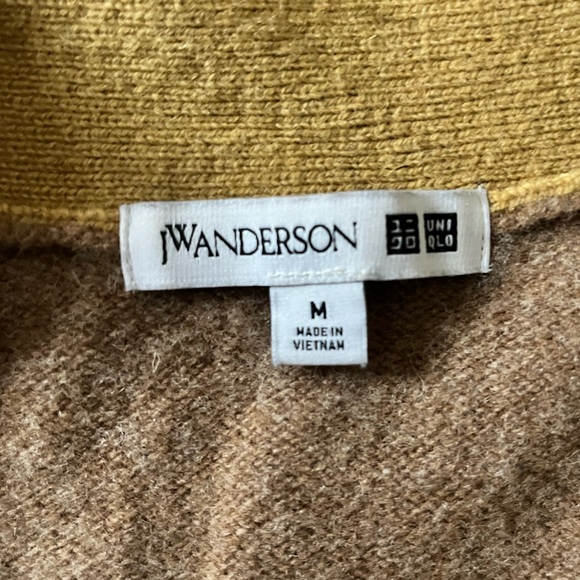 JWANDERSON
ユニ UNI
クロ QLO
M
MADE IN
VIETNAM